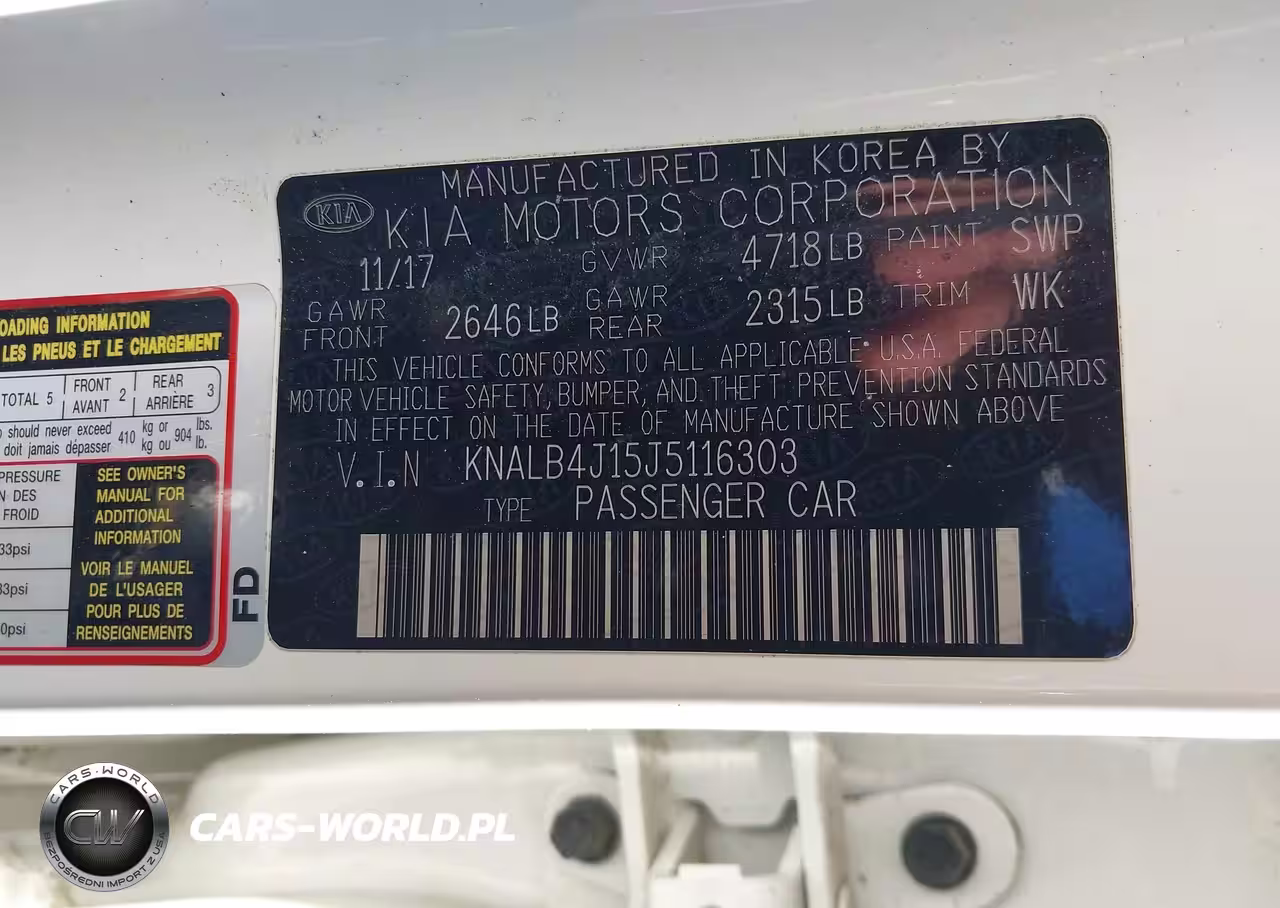 MANUFACTURED IN KOREA BY
KIA
KIA MOTORS CORPORATION
11/17 GVWR 4718LB PAINT SWP
GAWR FRONT 2646LB GAWR REAR 2315LB TRIM WK
THIS VEHICLE CONFORMS TO ALL APPLICABLE U.S.A. FEDERAL
MOTOR VEHICLE SAFETY, BUMPER, AND THEFT PREVENTION STANDARDS
IN EFFECT ON THE DATE OF MANUFACTURE SHOWN ABOVE
V.I.N KNALB4J15J5116303
TYPE PASSENGER CAR
OADING INFORMATION
LES PNEUS ET LE CHARGEMENT
TOTAL 5 FRONT AVANT 2 REAR ARRIÈRE 3
should never exceed 410 kg or 904 lbs.
doit jamais dépasser kg ou lb.
PRESSURE
N DES
FROID
33psi
33psi
0psi
SEE OWNER'S
MANUAL FOR
ADDITIONAL
INFORMATION
VOIR LE MANUEL
DE L'USAGER
POUR PLUS DE
RENSEIGNEMENTS
FD
CARS-WORLD
CW
BEZPOŚREDNI IMPORT Z USA
CARS-WORLD.PL